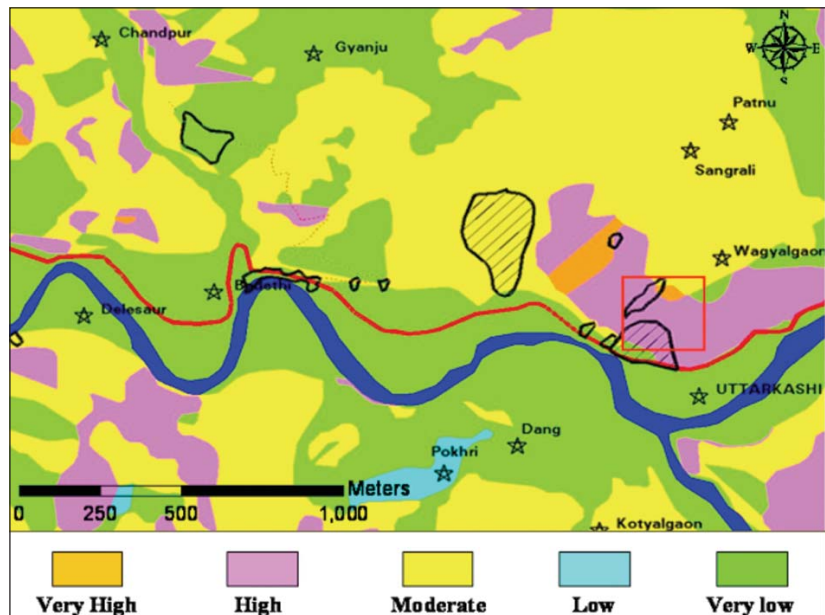 Chandpur
Gyanju
N
W E
S
Patnu
Sangrali
Wagyalgaon
Delesaur
UTTARKASHI
Dang
Pokhri
Kotyalgaon
Meters
0 250 500 1,000
Very High High Moderate Low Very low